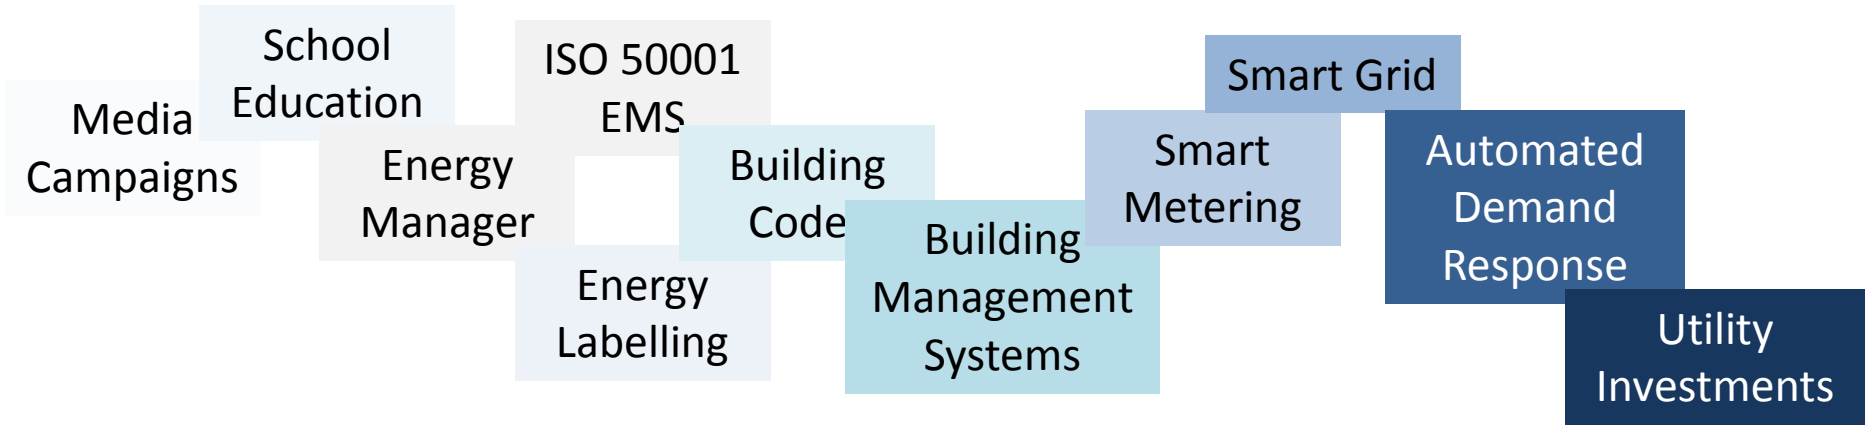 Media
Campaigns
School
Education
Energy
Manager
ISO 50001
EMS
Energy
Labelling
Building
Code
Building
Management
Systems
Smart
Metering
Smart Grid
Automated
Demand
Response
Utility
Investments